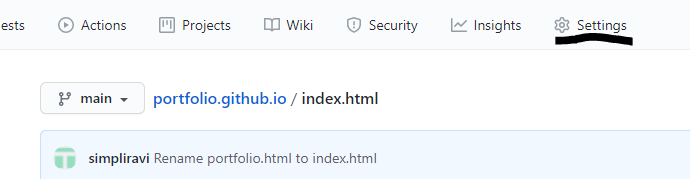 ests Actions Projects Wiki Security Insights Settings
main portfolio.github.io / index.html
simpliravi Rename portfolio.html to index.html